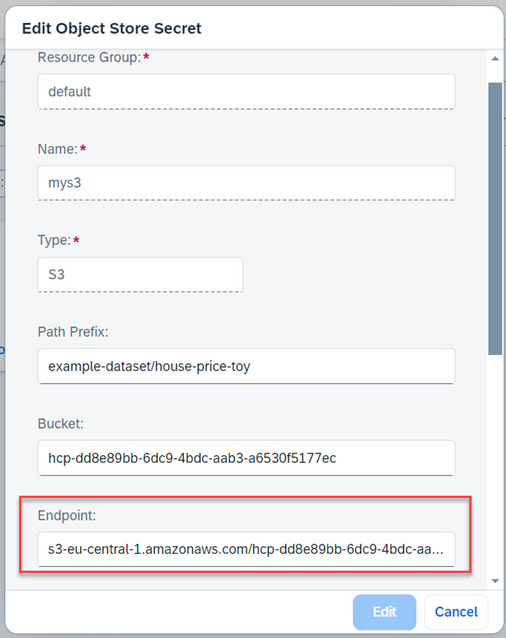 Edit Object Store Secret
Resource Group:*
default
Name:*
mys3
Type:*
S3
Path Prefix:
example-dataset/house-price-toy
Bucket:
hcp-dd8e89bb-6dc9-4bdc-aab3-a6530f5177ec
Endpoint:
s3-eu-central-1.amazonaws.com/hcp-dd8e89bb-6dc9-4bdc-aa...
Edit Cancel